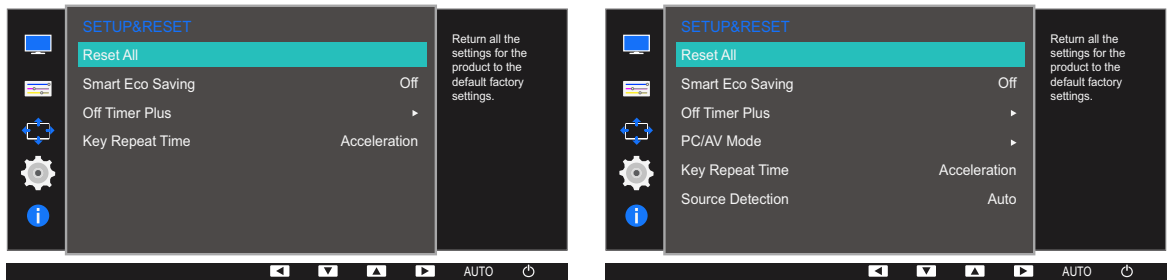 SETUP&RESET
Reset All
Smart Eco Saving Off
Off Timer Plus
Key Repeat Time Acceleration
Return all the
settings for the
product to the
default factory
settings.
AUTO
SETUP&RESET
Reset All
Smart Eco Saving Off
Off Timer Plus
PC/AV Mode
Key Repeat Time Acceleration
Source Detection Auto
Return all the
settings for the
product to the
default factory
settings.
AUTO